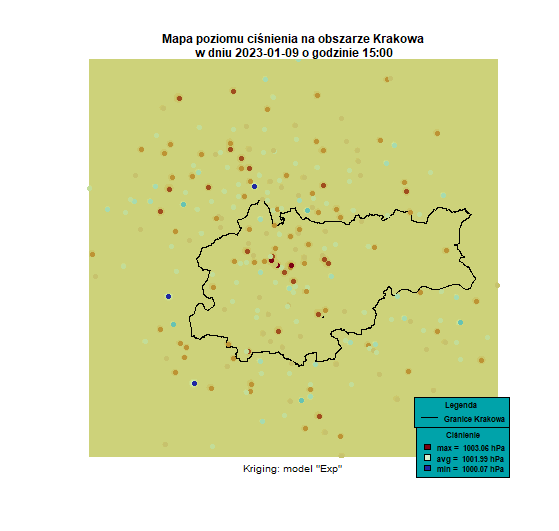 Mapa poziomu ciśnienia na obszarze Krakowa
w dniu 2023-01-09 o godzinie 15:00
Legenda
Granice Krakowa
Ciśnienie
max = 1003.06 hPa
avg = 1001.99 hPa
min = 1000.07 hPa
Kriging: model "Exp"